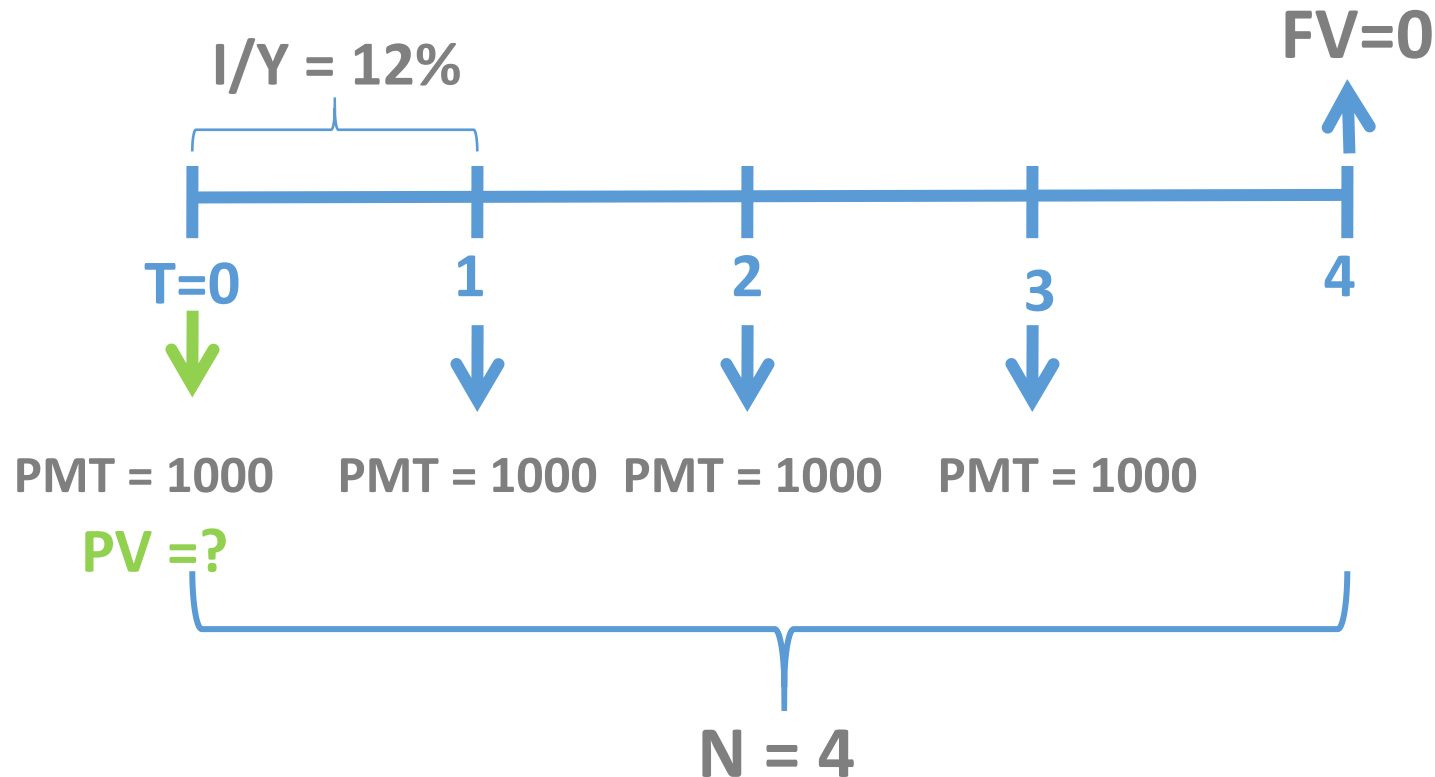 FV=0
I/Y = 12%
T=0 1 2 3 4
PMT = 1000 PMT = 1000 PMT = 1000 PMT = 1000
PV =?
N = 4